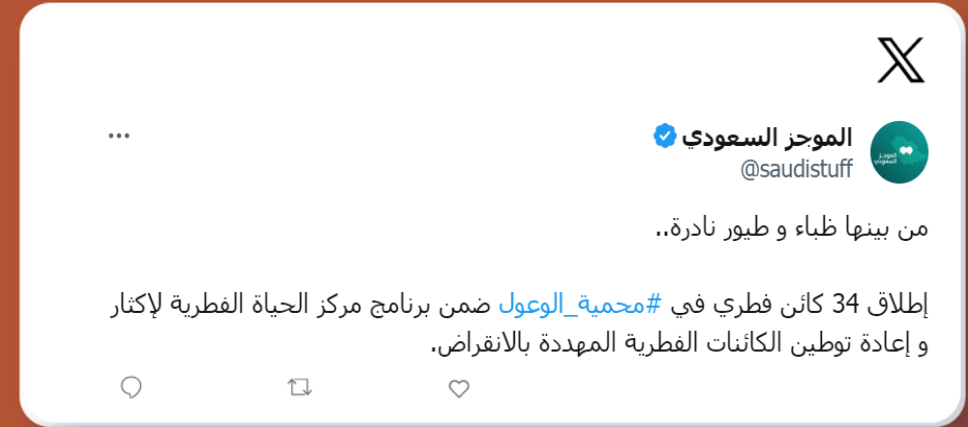 الموجز السعودي
@saudistuff
من بينها ظباء و طيور نادرة..
إطلاق 34 كائن فطري في #محمية_الوعول ضمن برنامج مركز الحياة الفطرية لإكثار
و إعادة توطين الكائنات الفطرية المهددة بالانقراض.